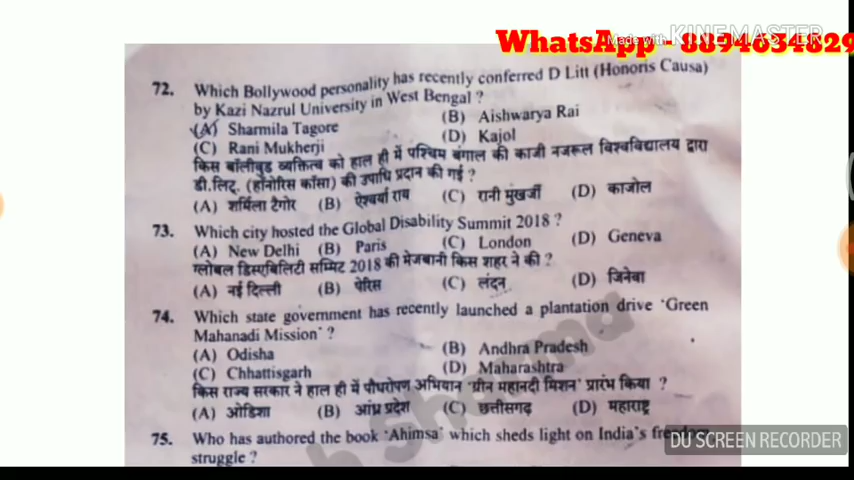 WhatsApp - 8894634829
Made with KINEMASTER
72. Which Bollywood personality has recently conferred D Litt (Honoris Causa)
by Kazi Nazrul University in West Bengal ?
(A) Sharmila Tagore (B) Aishwarya Rai
(C) Rani Mukherji (D) Kajol
किस बॉलीवुड व्यक्तित्व को हाल ही में पश्चिम बंगाल की काजी नजरूल विश्वविद्यालय द्वारा
डी.लिट्. (हॉनोरिस कॉसा) की उपाधि प्रदान की गई ?
(A) शर्मिला टैगोर (B) ऐश्वर्या राय (C) रानी मुखर्जी (D) काजोल
73. Which city hosted the Global Disability Summit 2018 ?
(A) New Delhi (B) Paris (C) London (D) Geneva
ग्लोबल डिसएबिलिटी सम्मिट 2018 की मेजबानी किस शहर ने की ?
(A) नई दिल्ली (B) पेरिस (C) लंदन (D) जिनेवा
74. Which state government has recently launched a plantation drive ‘Green
Mahanadi Mission’ ?
(A) Odisha (B) Andhra Pradesh
(C) Chhattisgarh (D) Maharashtra
किस राज्य सरकार ने हाल ही में पौधरोपण अभियान ‘ग्रीन महानदी मिशन’ प्रारंभ किया ?
(A) ओडिशा (B) आंध्र प्रदेश (C) छत्तीसगढ़ (D) महाराष्ट्र
75. Who has authored the book ‘Ahimsa’ which sheds light on India's
struggle ?
DU SCREEN RECORDER